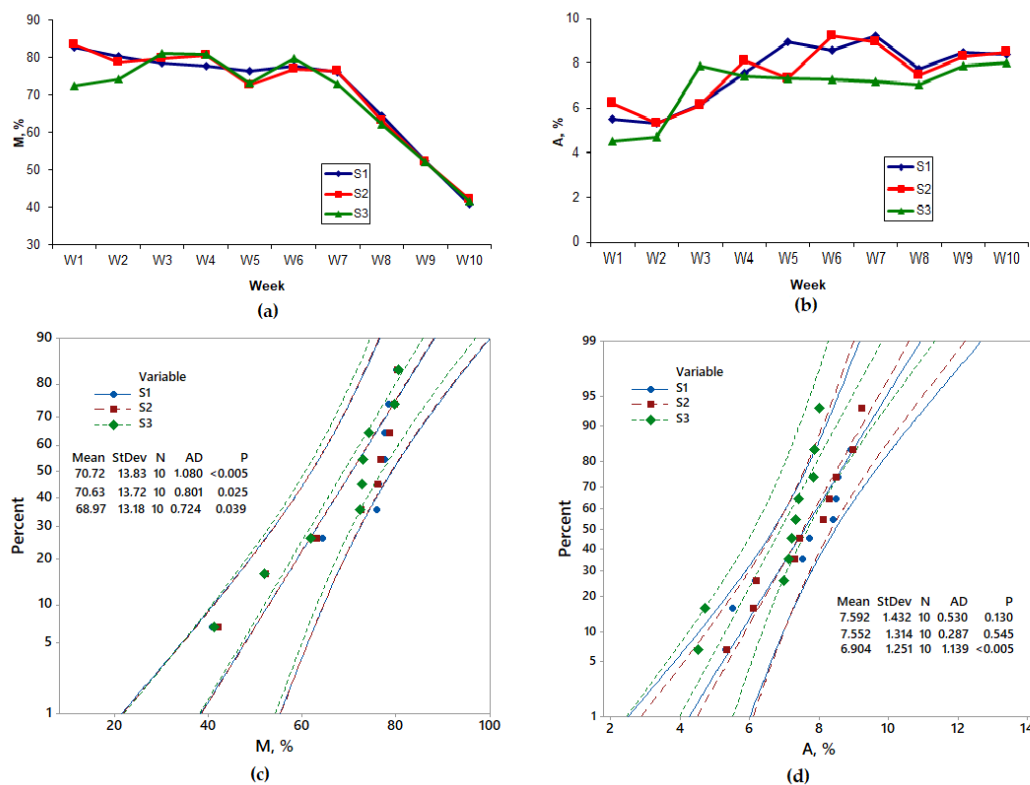 90
80
70
60
50
40
30
M, %
S1
S2
S3
W1 W2 W3 W4 W5 W6 W7 W8 W9 W10
Week
(a)
10
8
6
4
2
0
A, %
S1
S2
S3
W1 W2 W3 W4 W5 W6 W7 W8 W9 W10
Week
(b)
90
80
70
60
50
40
30
20
10
5
1
Percent
Variable
S1
S2
S3
Mean StDev N AD P
70.72 13.83 10 1.080 <0.005
70.63 13.72 10 0.801 0.025
68.97 13.18 10 0.724 0.039
20 40 60 80 100
M, %
(c)
99
95
90
80
70
60
50
40
30
20
10
5
1
Percent
Variable
S1
S2
S3
Mean StDev N AD P
7.592 1.432 10 0.530 0.130
7.552 1.314 10 0.287 0.545
6.904 1.251 10 1.139 <0.005
2 4 6 8 10 12 14
A, %
(d)